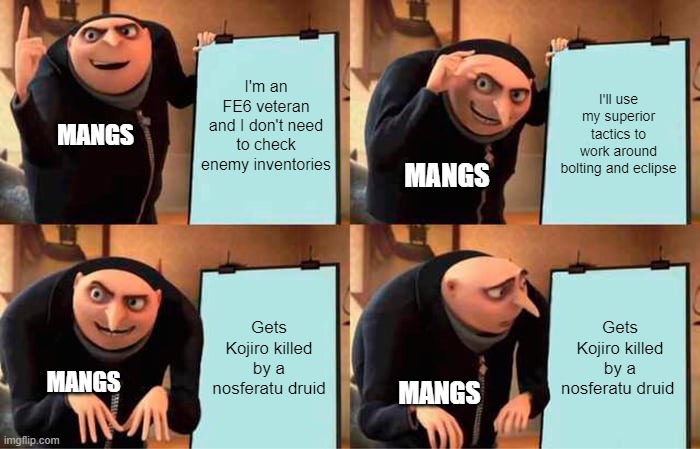 I'm an
FE6 veteran
and I don't need
to check
enemy inventories
MANGS
I'll use
my superior
tactics to
work around
bolting and eclipse
MANGS
Gets
Kojiro killed
by a
nosferatu druid
MANGS
Gets
Kojiro killed
by a
nosferatu druid
MANGS
imgflip.com